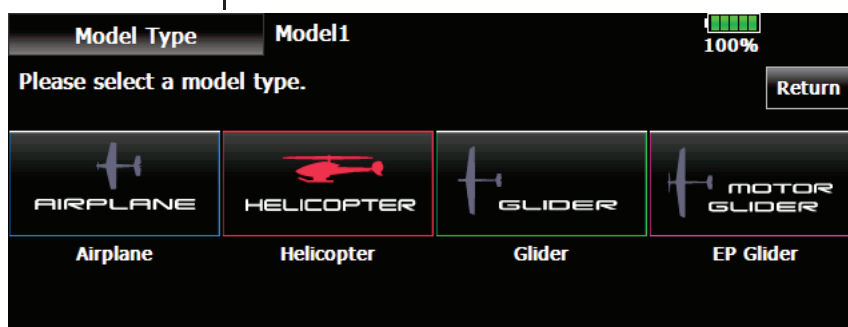 Model Type Model1 100%
Please select a model type. Return
AIRPLANE HELICOPTER GLIDER MOTOR
GLIDER
Airplane Helicopter Glider EP Glider